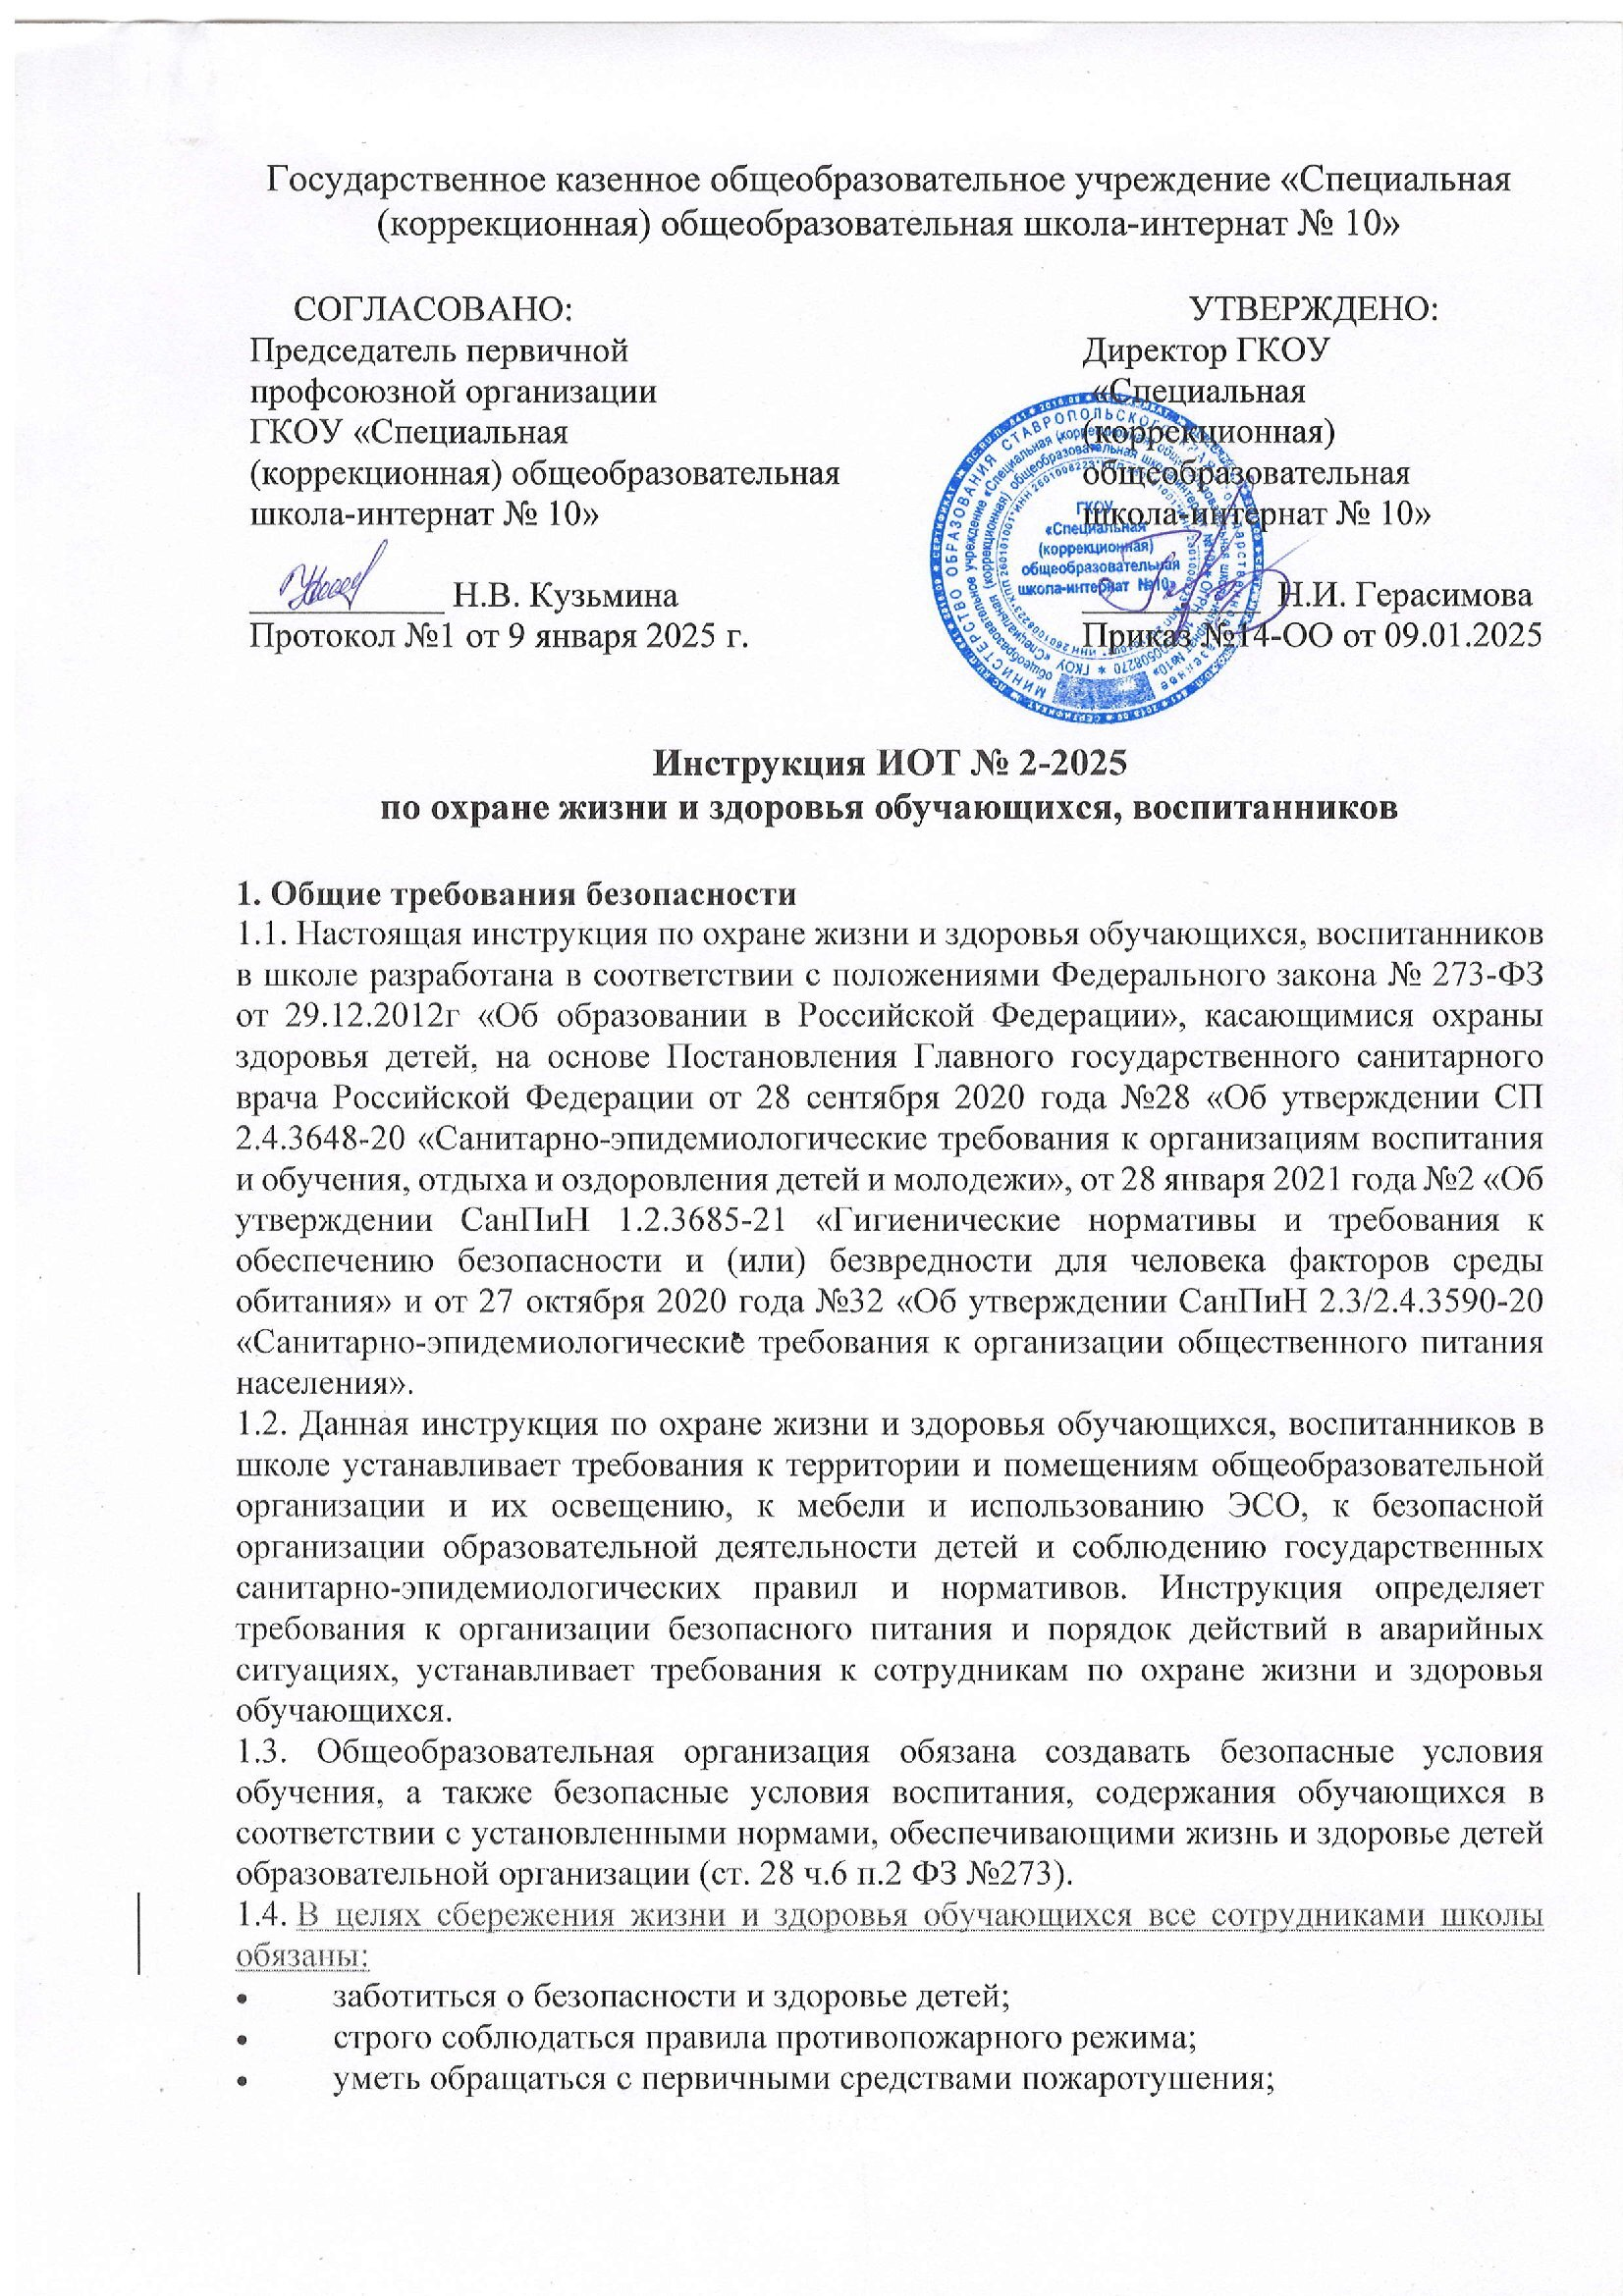 Государственное казенное общеобразовательное учреждение «Специальная
(коррекционная) общеобразовательная школа-интернат № 10»
СОГЛАСОВАНО:
Председатель первичной
профсоюзной организации
ГКОУ «Специальная
(коррекционная) общеобразовательная
школа-интернат № 10»
Н.В. Кузьмина
Протокол №1 от 9 января 2025 г.
УТВЕРЖДЕНО:
Директор ГКОУ
«Специальная
(коррекционная)
общеобразовательная
школа-интернат № 10»
Н.И. Герасимова
Приказ №14-ОО от 09.01.2025
ГКОУ
«Специальная
(коррекционная)
общеобразовательная
школа-интернат №10»
Инструкция ИОТ № 2-2025
по охране жизни и здоровья обучающихся, воспитанников
1. Общие требования безопасности
1.1. Настоящая инструкция по охране жизни и здоровья обучающихся, воспитанников
в школе разработана в соответствии с положениями Федерального закона № 273-ФЗ
от 29.12.2012г «Об образовании в Российской Федерации», касающимися охраны
здоровья детей, на основе Постановления Главного государственного санитарного
врача Российской Федерации от 28 сентября 2020 года №28 «Об утверждении СП
2.4.3648-20 «Санитарно-эпидемиологические требования к организациям воспитания
и обучения, отдыха и оздоровления детей и молодежи», от 28 января 2021 года №2 «Об
утверждении СанПиН 1.2.3685-21 «Гигиенические нормативы и требования к
обеспечению безопасности и (или) безвредности для человека факторов среды
обитания» и от 27 октября 2020 года №32 «Об утверждении СанПиН 2.3/2.4.3590-20
«Санитарно-эпидемиологические требования к организации общественного питания
населения».
1.2. Данная инструкция по охране жизни и здоровья обучающихся, воспитанников в
школе устанавливает требования к территории и помещениям общеобразовательной
организации и их освещению, к мебели и использованию ЭСО, к безопасной
организации образовательной деятельности детей и соблюдению государственных
санитарно-эпидемиологических правил и нормативов. Инструкция определяет
требования к организации безопасного питания и порядок действий в аварийных
ситуациях, устанавливает требования к сотрудникам по охране жизни и здоровья
обучающихся.
1.3. Общеобразовательная организация обязана создавать безопасные условия
обучения, а также безопасные условия воспитания, содержания обучающихся в
соответствии с установленными нормами, обеспечивающими жизнь и здоровье детей
образовательной организации (ст. 28 ч.6 п.2 ФЗ №273).
1.4. В целях сбережения жизни и здоровья обучающихся все сотрудниками школы
обязаны:
• заботиться о безопасности и здоровье детей;
• строго соблюдаться правила противопожарного режима;
• уметь обращаться с первичными средствами пожаротушения;